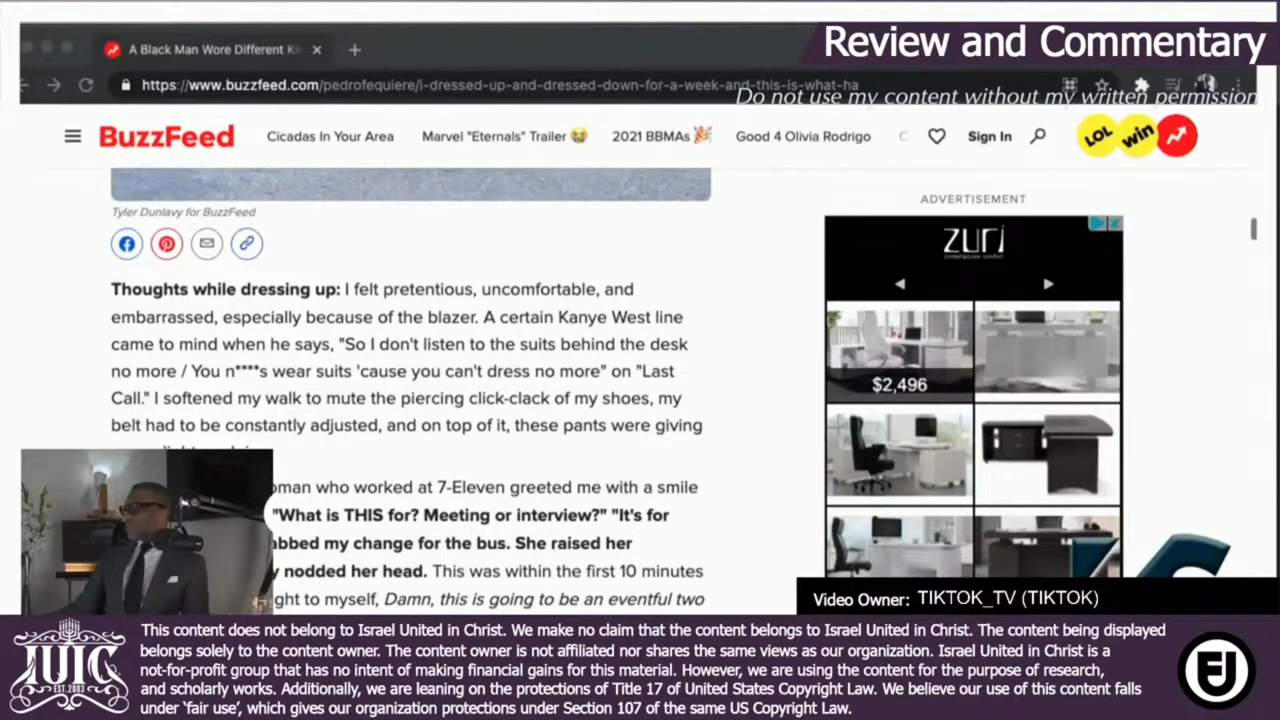 Review and Commentary
A Black Man Wore Different
https://www.buzzfeed.com/pedrofequiere/i-dressed-up-and-dressed-down-for-a-week-and-this-is-what-ha
Do not use my content without my written permission
BuzzFeed
Cicadas In Your Area
Marvel "Eternals" Trailer 😭
2021 BBMAs 🎉
Good 4 Olivia Rodrigo
Sign In
LOL
win
ADVERTISEMENT
Tyler Dunlavy for BuzzFeed
zuri
contemporary comfort
$2,496
Thoughts while dressing up: I felt pretentious, uncomfortable, and
embarrassed, especially because of the blazer. A certain Kanye West line
came to mind when he says, "So I don't listen to the suits behind the desk
no more / You n****s wear suits 'cause you can't dress no more" on "Last
Call." I softened my walk to mute the piercing click-clack of my shoes, my
belt had to be constantly adjusted, and on top of it, these pants were giving
who worked at 7-Eleven greeted me with a smile
"What is THIS for? Meeting or interview?" "It's for
my change for the bus. She raised her
nodded her head. This was within the first 10 minutes
to myself, Damn, this is going to be an eventful two
Video Owner: TIKTOK_TV (TIKTOK)
IUIC
EST. 2003
This content does not belong to Israel United in Christ. We make no claim that the content belongs to Israel United in Christ. The content being displayed
belongs solely to the content owner. The content owner is not affiliated nor shares the same views as our organization. Israel United in Christ is a
not-for-profit group that has no intent of making financial gains for this material. However, we are using the content for the purpose of research,
and scholarly works. Additionally, we are leaning on the protections of Title 17 of United States Copyright Law. We believe our use of this content falls
under 'fair use', which gives our organization protections under Section 107 of the same US Copyright Law.